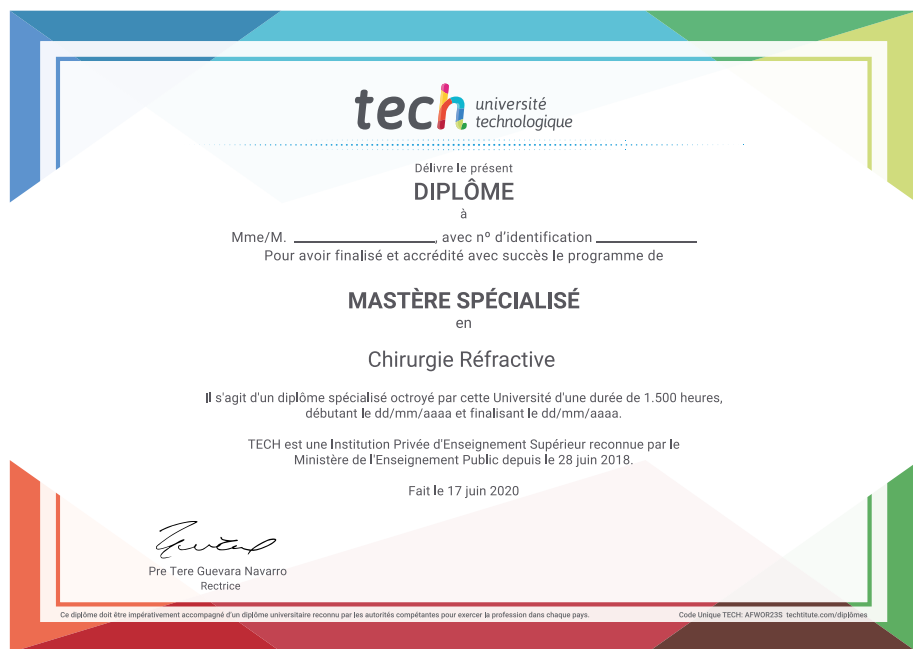 tech université
technologique
Délivre le présent
DIPLÔME
à
Mme/M. ____________, avec nº d'identification ____________
Pour avoir finalisé et accrédité avec succès le programme de
MASTÈRE SPÉCIALISÉ
en
Chirurgie Réfractive
Il s'agit d'un diplôme spécialisé octroyé par cette Université d'une durée de 1.500 heures,
débutant le dd/mm/aaaa et finalisant le dd/mm/aaaa.
TECH est une Institution Privée d'Enseignement Supérieur reconnue par le
Ministère de l'Enseignement Public depuis le 28 juin 2018.
Fait le 17 juin 2020
Pre Tere Guevara Navarro
Rectrice
Ce diplôme doit être impérativement accompagné d'un diplôme universitaire reconnu par les autorités compétantes pour exercer la profession dans chaque pays.
Code Unique TECH: AFWOR23S techtitute.com/diplômes